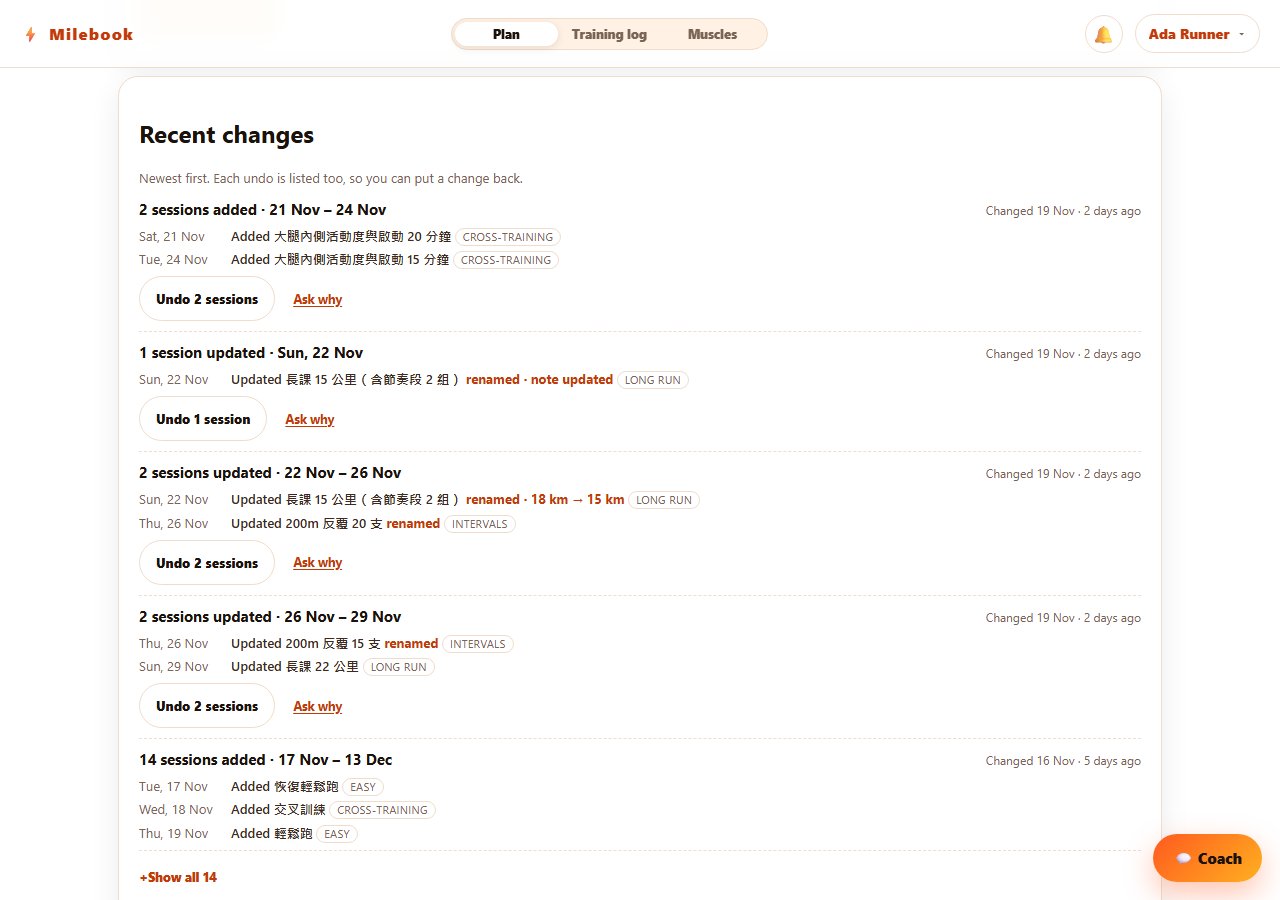 Milebook
Plan
Training log
Muscles
Ada Runner
Recent changes
Newest first. Each undo is listed too, so you can put a change back.
2 sessions added · 21 Nov – 24 Nov
Changed 19 Nov · 2 days ago
Sat, 21 Nov Added 大腿內側活動度與啟動 20 分鐘 CROSS-TRAINING
Tue, 24 Nov Added 大腿內側活動度與啟動 15 分鐘 CROSS-TRAINING
Undo 2 sessions Ask why
1 session updated · Sun, 22 Nov
Changed 19 Nov · 2 days ago
Sun, 22 Nov Updated 長課 15 公里（含節奏段 2 組） renamed · note updated LONG RUN
Undo 1 session Ask why
2 sessions updated · 22 Nov – 26 Nov
Changed 19 Nov · 2 days ago
Sun, 22 Nov Updated 長課 15 公里（含節奏段 2 組） renamed · 18 km → 15 km LONG RUN
Thu, 26 Nov Updated 200m 反覆 20 支 renamed INTERVALS
Undo 2 sessions Ask why
2 sessions updated · 26 Nov – 29 Nov
Changed 19 Nov · 2 days ago
Thu, 26 Nov Updated 200m 反覆 15 支 renamed INTERVALS
Sun, 29 Nov Updated 長課 22 公里 LONG RUN
Undo 2 sessions Ask why
14 sessions added · 17 Nov – 13 Dec
Changed 16 Nov · 5 days ago
Tue, 17 Nov Added 恢復輕鬆跑 EASY
Wed, 18 Nov Added 交叉訓練 CROSS-TRAINING
Thu, 19 Nov Added 輕鬆跑 EASY
+Show all 14
Coach